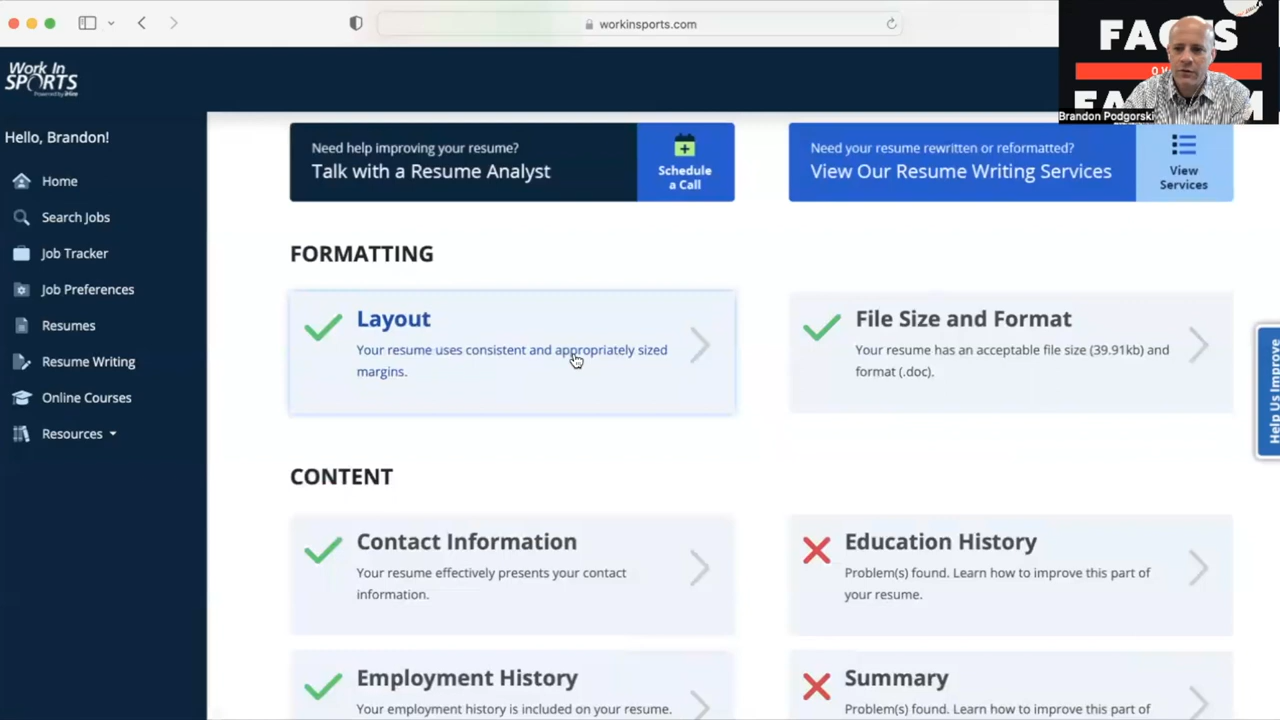 workinsports.com
Work In
SPORTS
Powered by iHire
Hello, Brandon!
Home
Search Jobs
Job Tracker
Job Preferences
Resumes
Resume Writing
Online Courses
Resources
Need help improving your resume?
Talk with a Resume Analyst
Schedule
a Call
Need your resume rewritten or reformatted?
View Our Resume Writing Services
View
Services
FORMATTING
Layout
Your resume uses consistent and appropriately sized
margins.
File Size and Format
Your resume has an acceptable file size (39.91kb) and
format (.doc).
CONTENT
Contact Information
Your resume effectively presents your contact
information.
Education History
Problem(s) found. Learn how to improve this part of
your resume.
Employment History
Your employment history is included on your resume.
Summary
Problem(s) found. Learn how to improve this part of
Help Us Improve
Brandon Podgorski